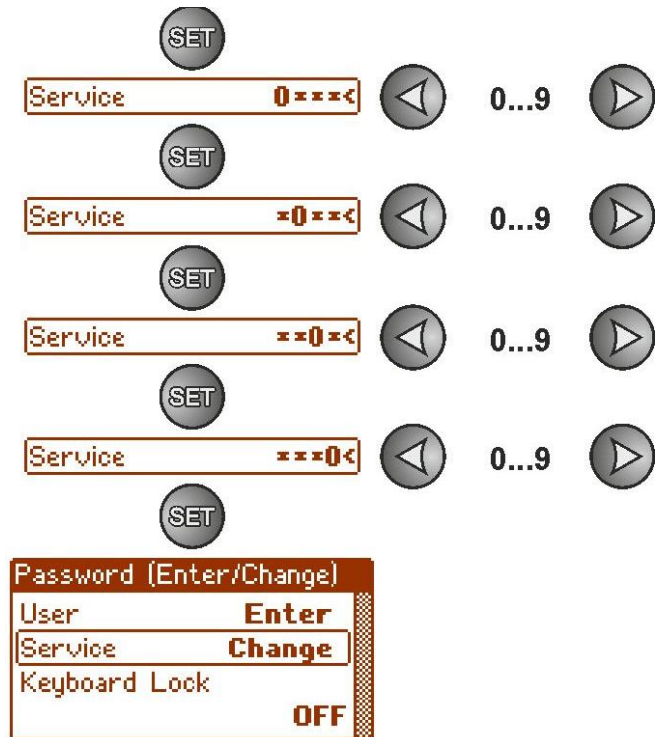 SET
Service 0***< 0...9
SET
Service *0**< 0...9
SET
Service **0*< 0...9
SET
Service ***0< 0...9
SET
Password (Enter/Change)
User Enter
Service Change
Keyboard Lock
OFF